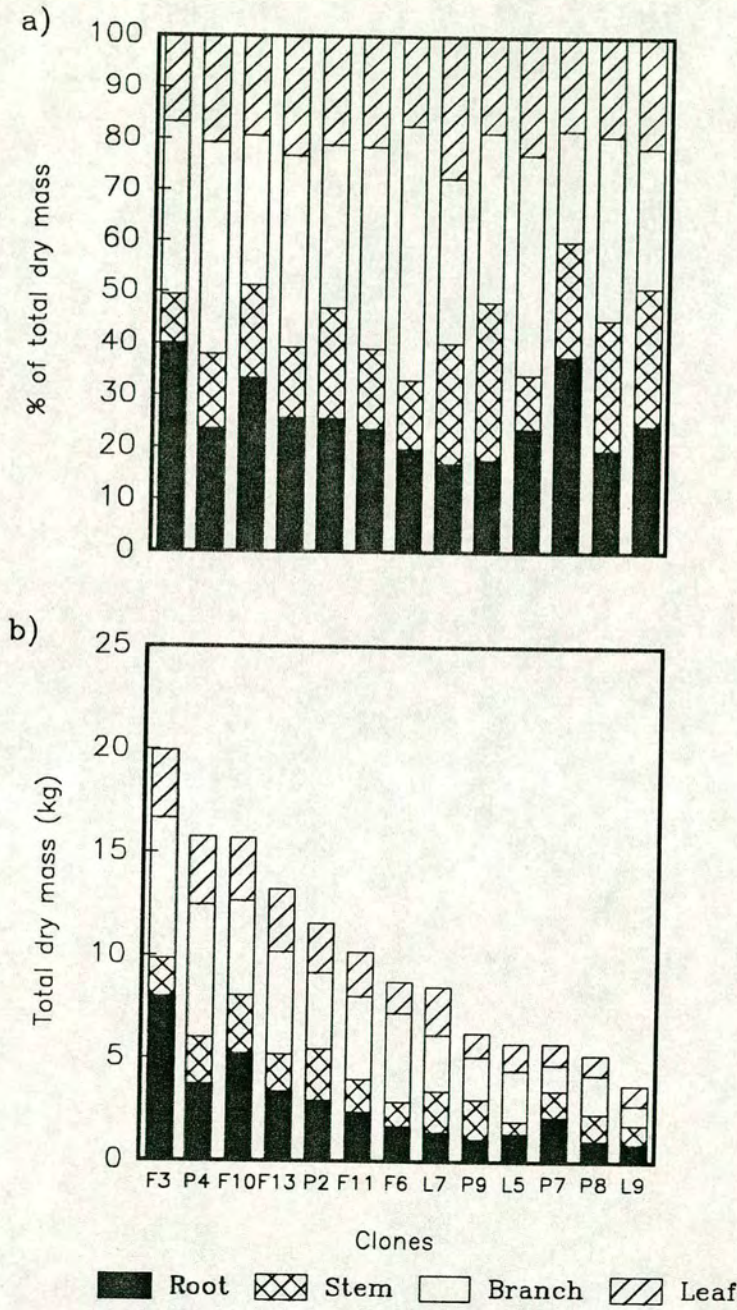 a)
100
90
80
70
60
50
40
30
20
10
0
% of total dry mass
b)
25
20
15
10
5
0
Total dry mass (kg)
F3 P4 F10 F13 P2 F11 F6 L7 P9 L5 P7 P8 L9
Clones
Root Stem Branch Leaf